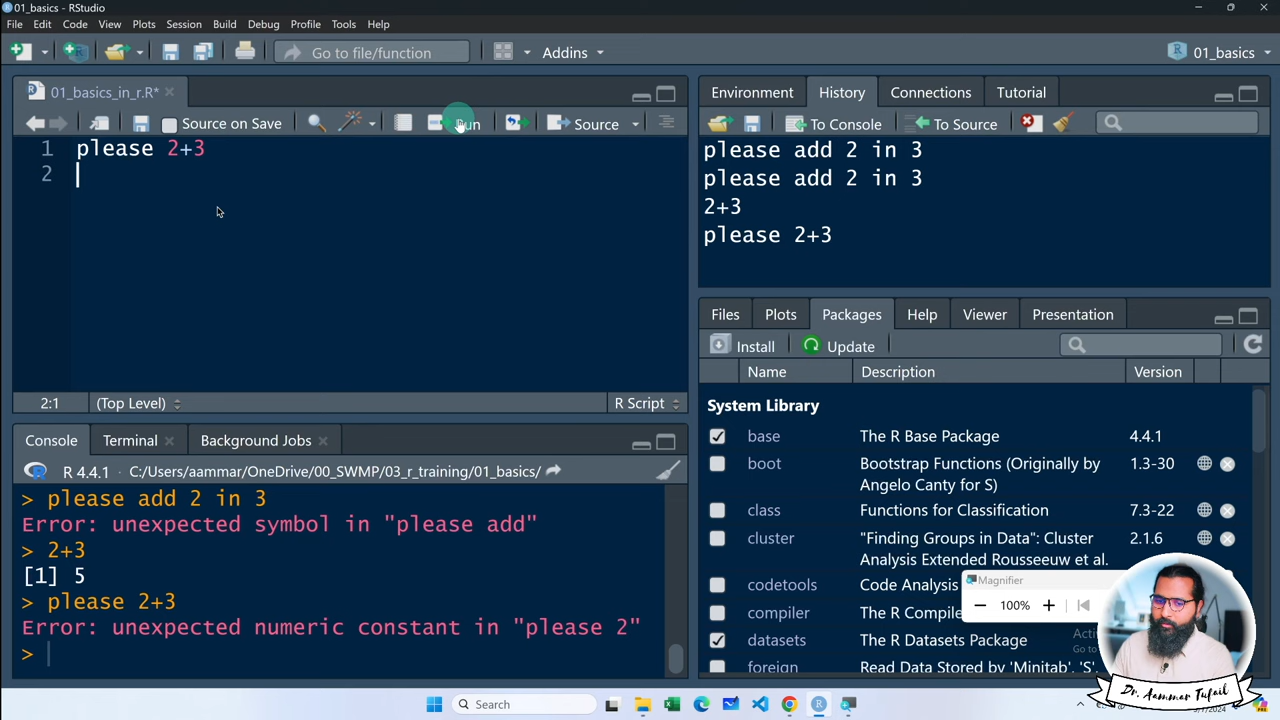 01_basics - RStudio
File Edit Code View Plots Session Build Debug Profile Tools Help
Go to file/function
Addins
01_basics
01_basics_in_r.R*
Source on Save
Run
Source
1 please 2+3
2
2:1 (Top Level) R Script
Console Terminal Background Jobs
R 4.4.1 · C:/Users/aammar/OneDrive/00_SWMP/03_r_training/01_basics/
> please add 2 in 3
Error: unexpected symbol in "please add"
> 2+3
[1] 5
> please 2+3
Error: unexpected numeric constant in "please 2"
>
Environment History Connections Tutorial
To Console To Source
please add 2 in 3
please add 2 in 3
2+3
please 2+3
Files Plots Packages Help Viewer Presentation
Install Update
Name Description Version
System Library
base The R Base Package 4.4.1
boot Bootstrap Functions (Originally by
Angelo Canty for S) 1.3-30
class Functions for Classification 7.3-22
cluster "Finding Groups in Data": Cluster
Analysis Extended Rousseeuw et al. 2.1.6
codetools Code Analysis
compiler The R Compile
datasets The R Datasets Package
foreign Read Data Stored by 'Minitab', 'S',
Magnifier
100%
Dr. Aammar Tufail
Search